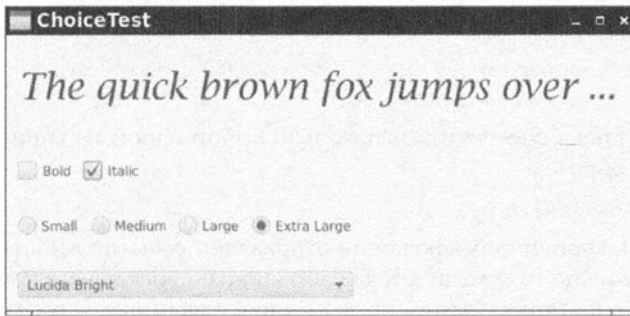 ChoiceTest
The quick brown fox jumps over ...
Bold Italic
Small Medium Large Extra Large
Lucida Bright